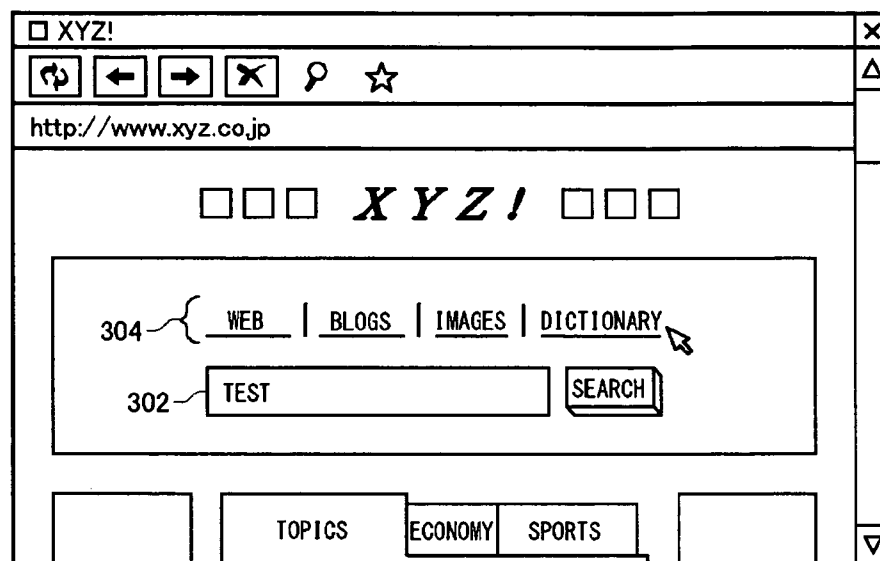 □ XYZ!
http://www.xyz.co.jp
□□□ XYZ! □□□
304 WEB | BLOGS | IMAGES | DICTIONARY
302 TEST SEARCH
TOPICS ECONOMY SPORTS